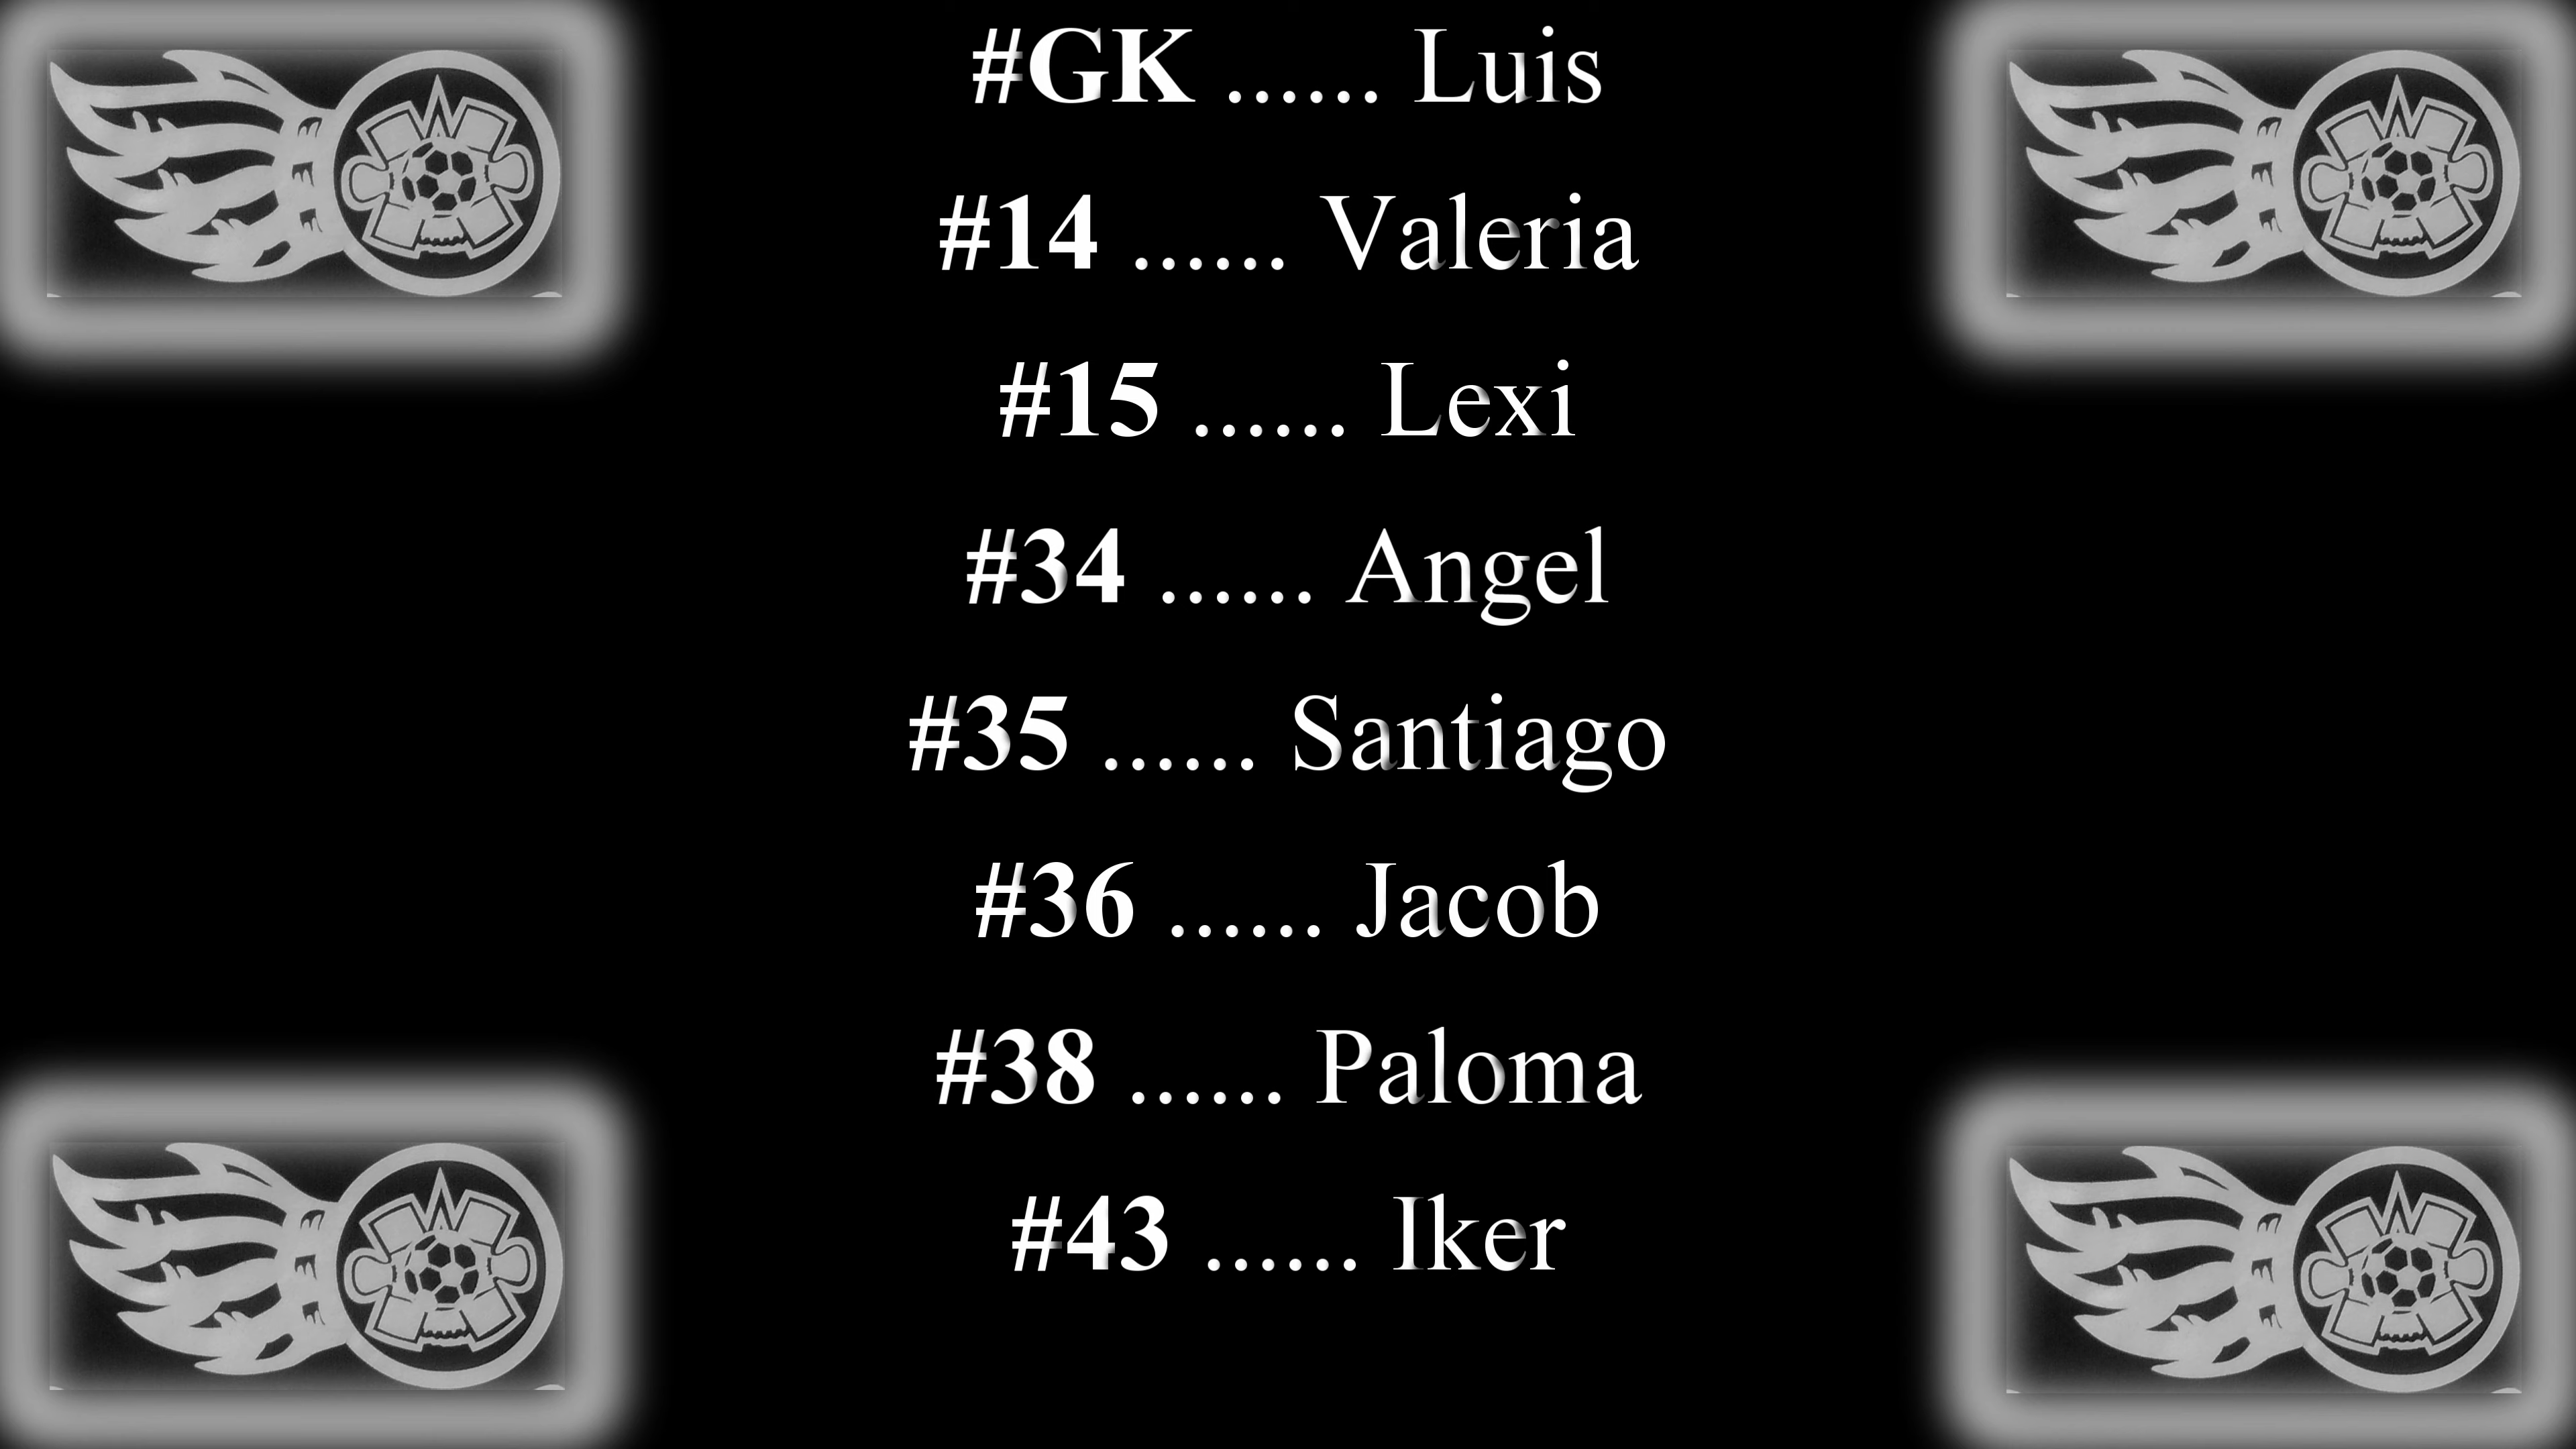 #GK ...... Luis
#14 ...... Valeria
#15 ...... Lexi
#34 ...... Angel
#35 ...... Santiago
#36 ...... Jacob
#38 ...... Paloma
#43 ...... Iker